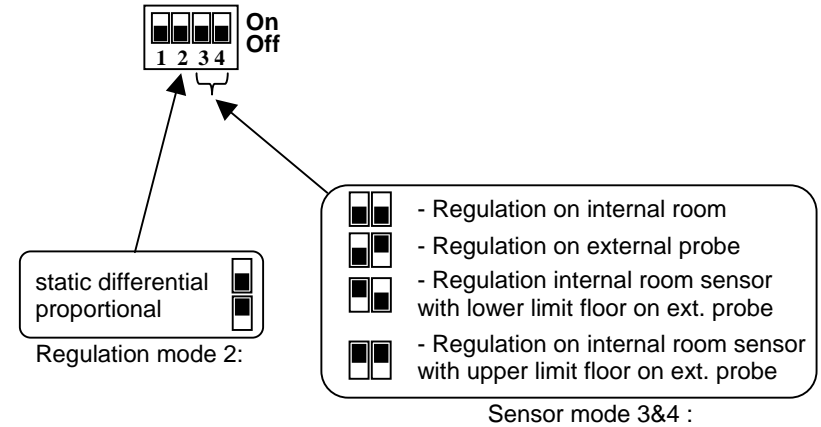 On
Off
1 2 3 4
- Regulation on internal room
- Regulation on external probe
- Regulation internal room sensor
with lower limit floor on ext. probe
- Regulation on internal room sensor
with upper limit floor on ext. probe
Sensor mode 3&4 :
static differential
proportional
Regulation mode 2: